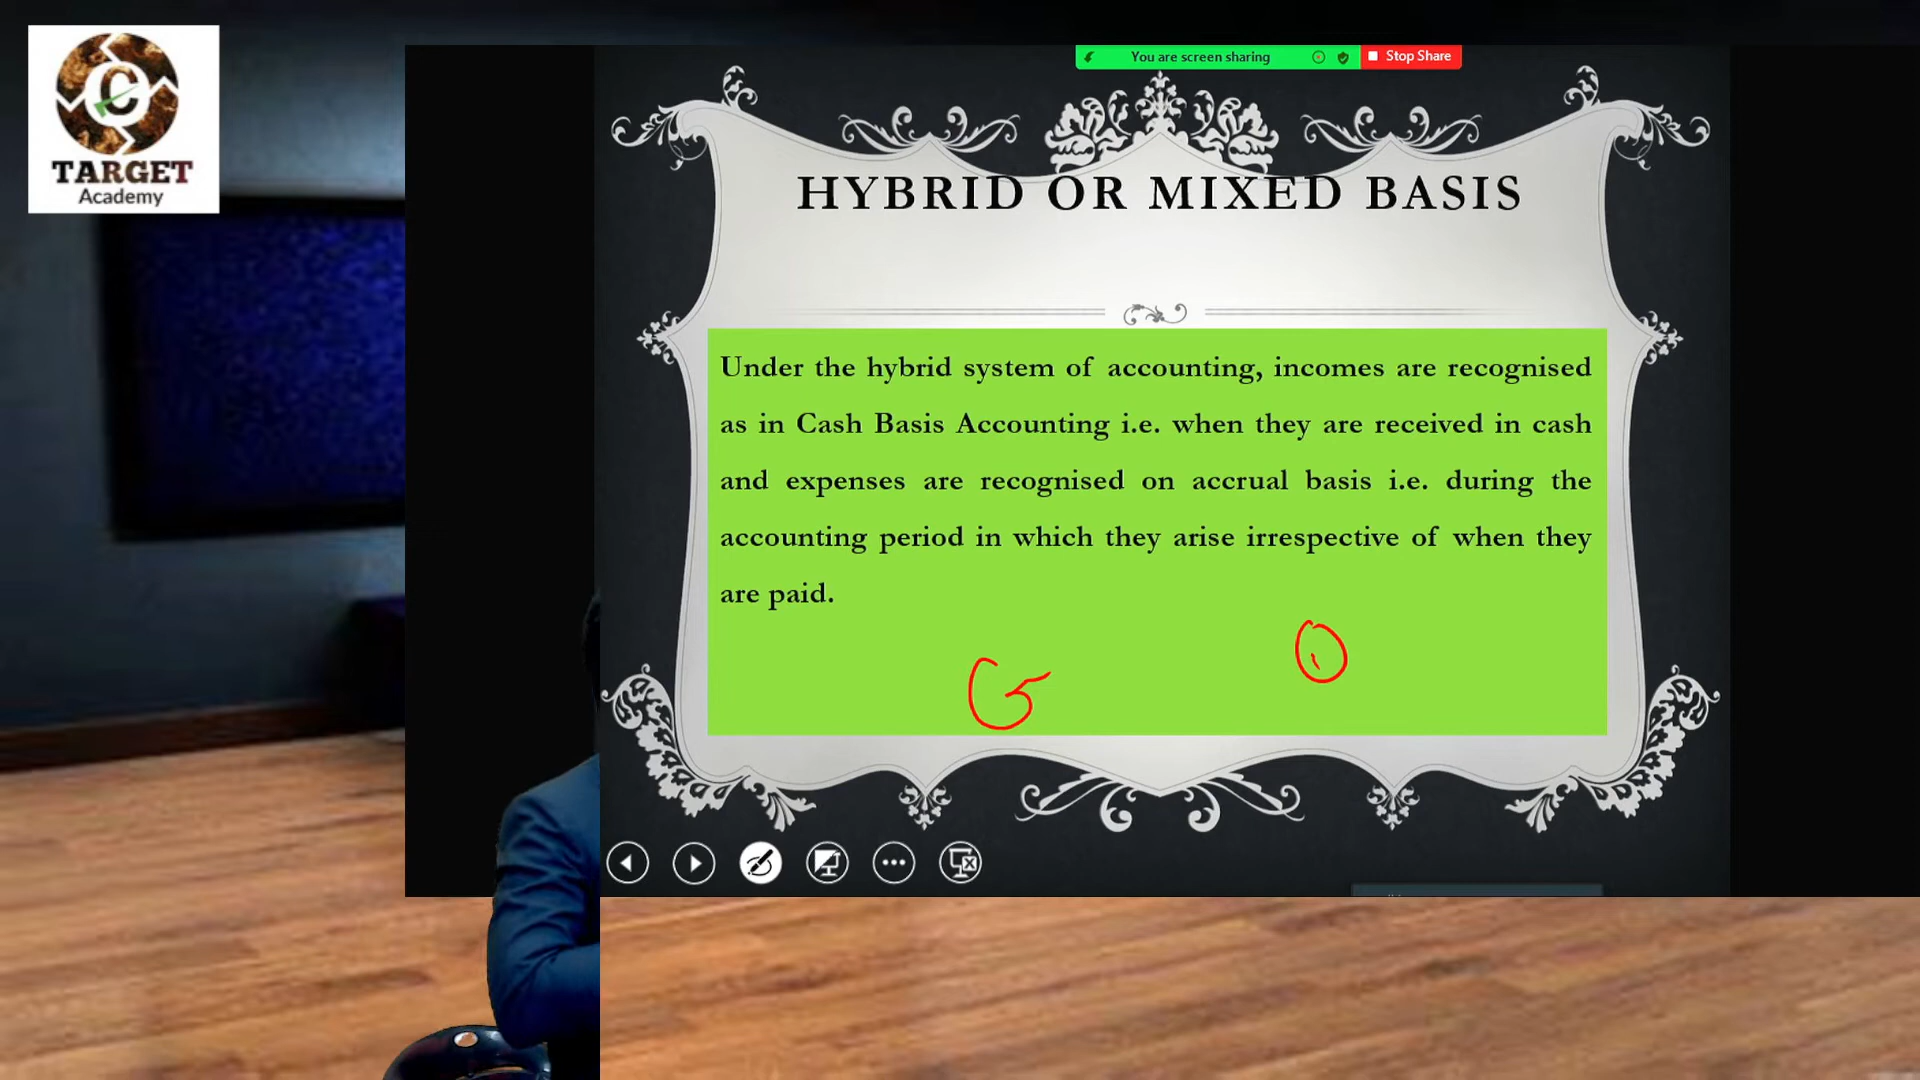 C
TARGET
Academy
You are screen sharing
Stop Share
HYBRID OR MIXED BASIS
Under the hybrid system of accounting, incomes are recognised
as in Cash Basis Accounting i.e. when they are received in cash
and expenses are recognised on accrual basis i.e. during the
accounting period in which they arise irrespective of when they
are paid.